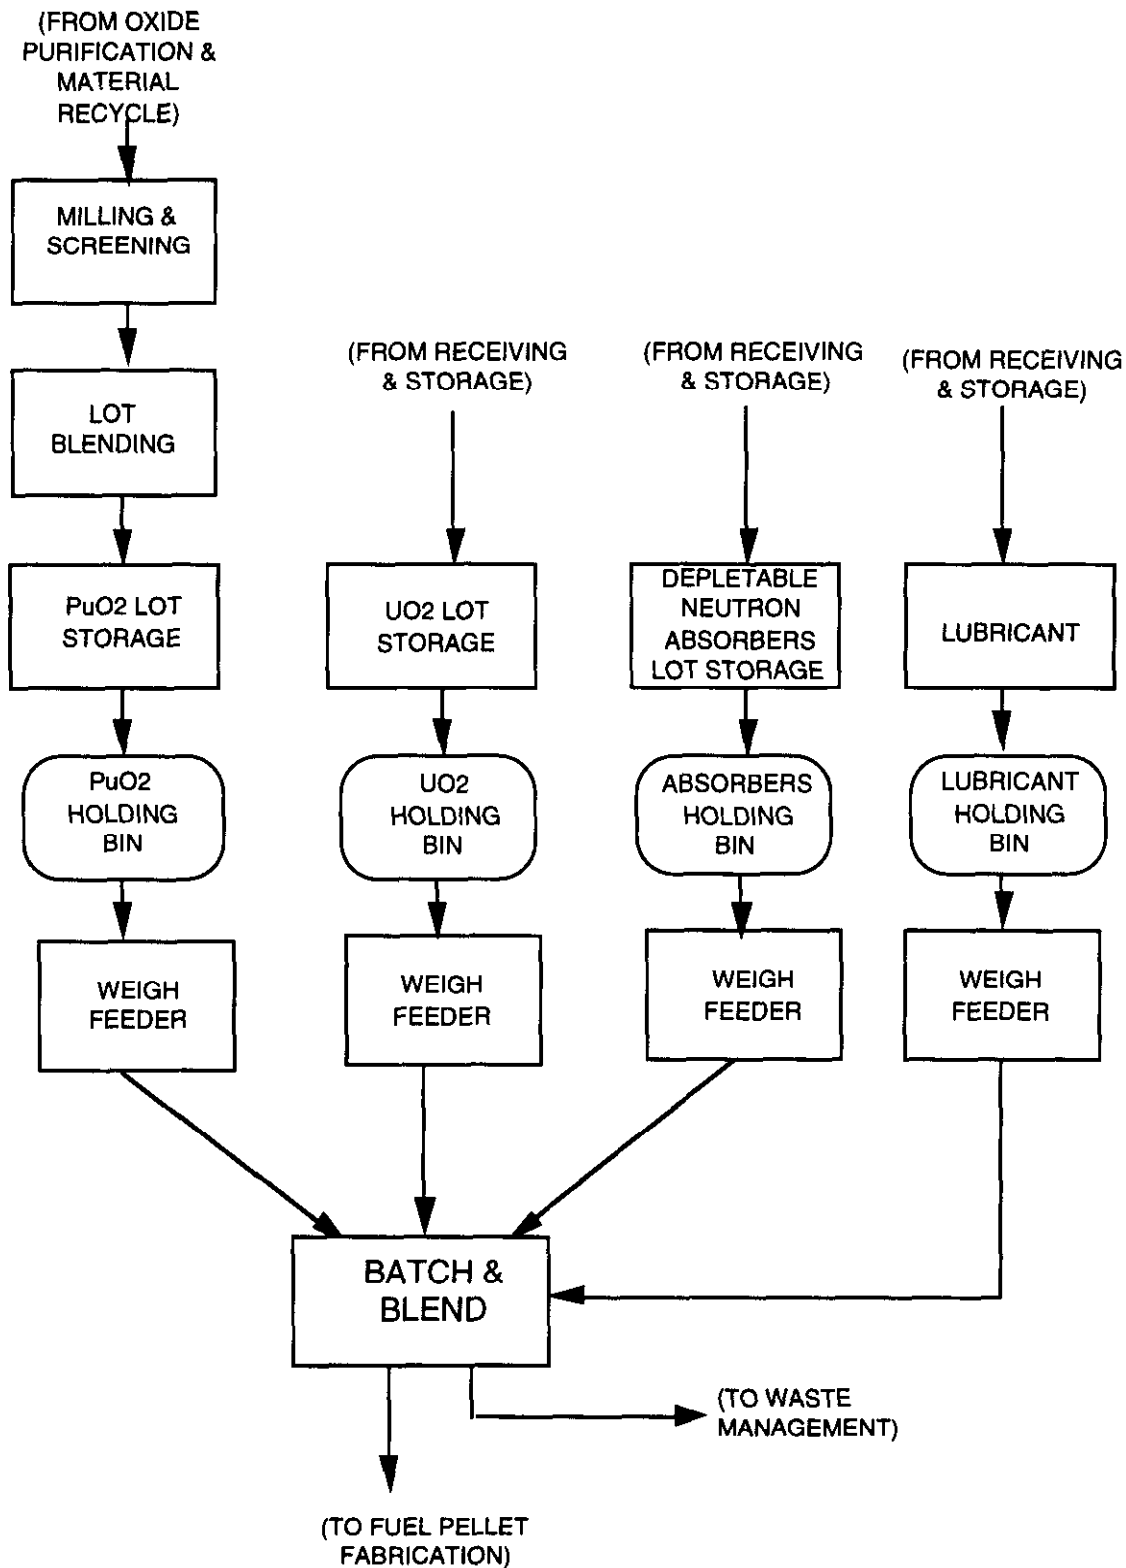 (FROM OXIDE
PURIFICATION &
MATERIAL
RECYCLE)
MILLING &
SCREENING
LOT
BLENDING
(FROM RECEIVING
& STORAGE)
(FROM RECEIVING
& STORAGE)
(FROM RECEIVING
& STORAGE)
PuO2 LOT
STORAGE
UO2 LOT
STORAGE
DEPLETABLE
NEUTRON
ABSORBERS
LOT STORAGE
LUBRICANT
PuO2
HOLDING
BIN
UO2
HOLDING
BIN
ABSORBERS
HOLDING
BIN
LUBRICANT
HOLDING
BIN
WEIGH
FEEDER
WEIGH
FEEDER
WEIGH
FEEDER
WEIGH
FEEDER
BATCH &
BLEND
(TO WASTE
MANAGEMENT)
(TO FUEL PELLET
FABRICATION)